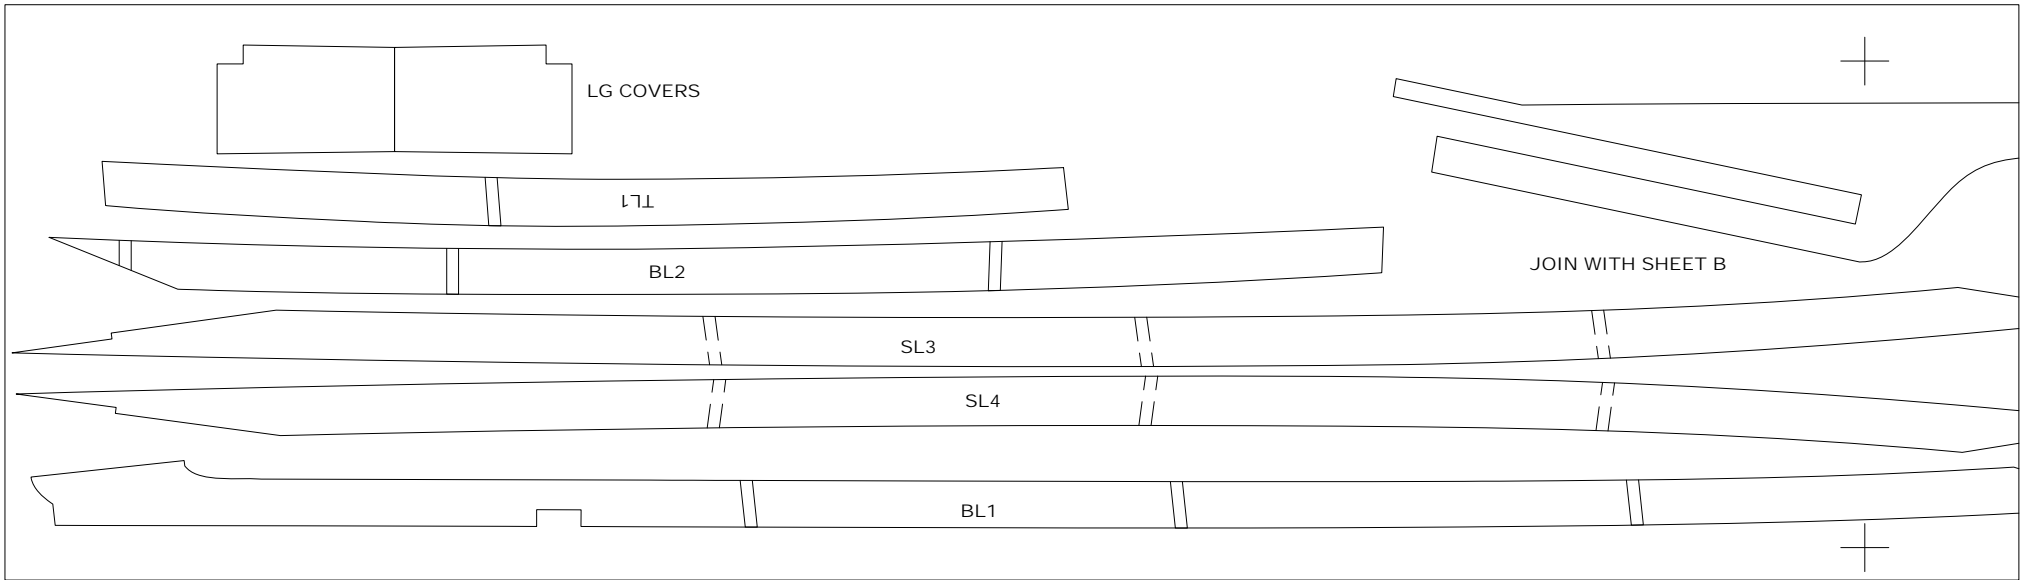 LG COVERS
TL1
BL2
JOIN WITH SHEET B
SL3
SL4
BL1